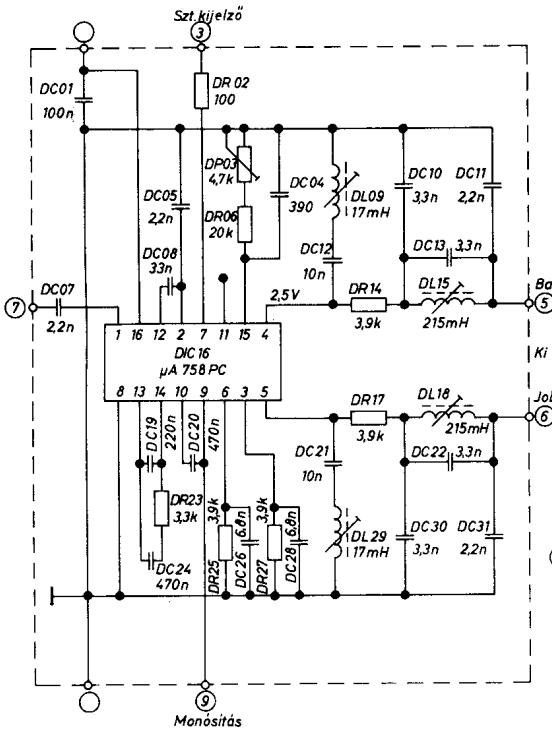 Szt.kijelző
3
DC01
100n
DR02
100
DC05
2,2n
DP03
4,7k
DR06
20k
DC04
390
DL09
17mH
DC10
3,3n
DC11
2,2n
DC08
33n
DC12
10n
DC13 3,3n
DC07
2,2n
7
2,5V
DR14
3,9k
DL15
215mH
Ba
5
1 16 12 2 7 11 15 4
DIC16
µA 758 PC
8 13 14 10 9 6 3 5
Ki
DR17
3,9k
DL18
215mH
Jol
6
DC19
220n
DC20
470n
DC21
10n
DC22 3,3n
DR23
3,3k
DC24
470n
3,9k
DR25
6,8n
DC26
3,9k
DR27
6,8n
DC28
DL29
17mH
DC30
3,3n
DC31
2,2n
9
Monósítás